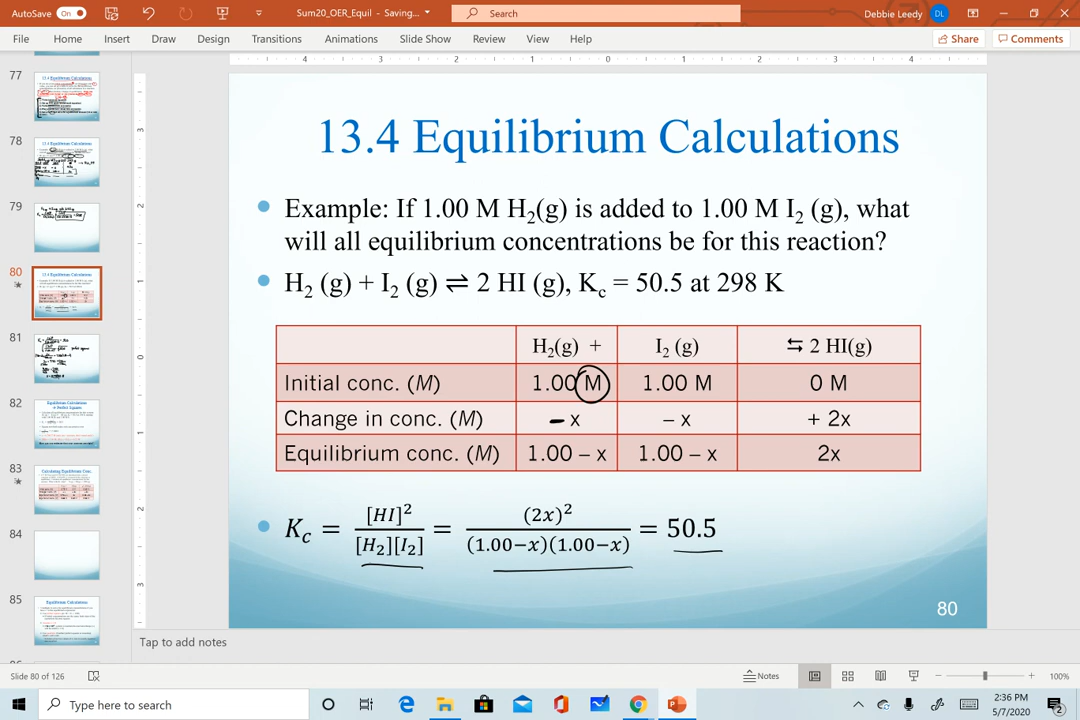 AutoSave On Sum20_OER_Equil - Saving... Search Debbie Leedy DL
File Home Insert Draw Design Transitions Animations Slide Show Review View Help Share Comments
77
78
79
80
81
82
83
84
85
13.4 Equilibrium Calculations
Example: If 1.00 M H₂(g) is added to 1.00 M I₂ (g), what
will all equilibrium concentrations be for this reaction?
H₂ (g) + I₂ (g) ⇌ 2 HI (g), K_c = 50.5 at 298 K
H₂(g) + I₂ (g) ⇆ 2 HI(g)
Initial conc. (M) 1.00 M 1.00 M 0 M
Change in conc. (M) – x – x + 2x
Equilibrium conc. (M) 1.00 – x 1.00 – x 2x
K_c = [HI]² / [H₂][I₂] = (2x)² / (1.00−x)(1.00−x) = 50.5
80
Tap to add notes
Slide 80 of 126 Notes 100%
Type here to search 2:36 PM
5/7/2020 2